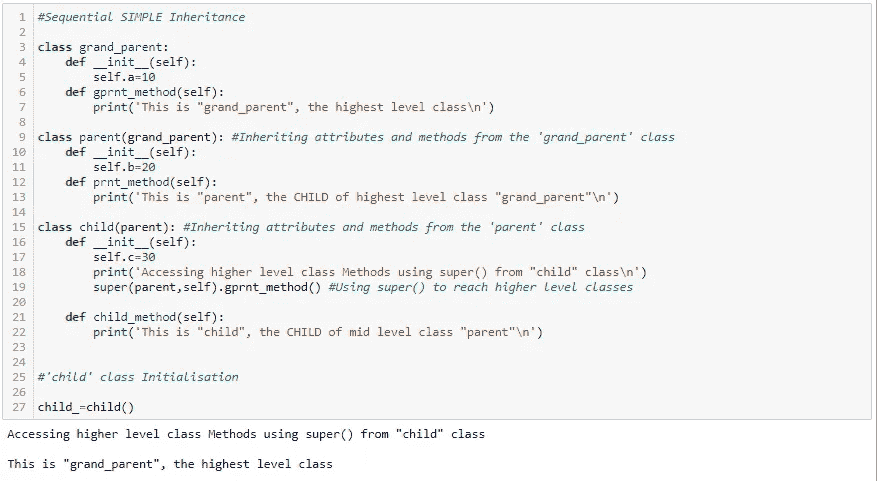 1 #Sequential SIMPLE Inheritance
2
3 class grand_parent:
4     def __init__(self):
5         self.a=10
6     def gprnt_method(self):
7         print('This is "grand_parent", the highest level class\n')
8
9 class parent(grand_parent): #Inheriting attributes and methods from the 'grand_parent' class
10     def __init__(self):
11         self.b=20
12     def prnt_method(self):
13         print('This is "parent", the CHILD of highest level class "grand_parent"\n')
14
15 class child(parent): #Inheriting attributes and methods from the 'parent' class
16     def __init__(self):
17         self.c=30
18         print('Accessing higher level class Methods using super() from "child" class\n')
19         super(parent,self).gprnt_method() #Using super() to reach higher levels classes
20
21     def child_method(self):
22         print('This is "child", the CHILD of mid level class "parent"\n')
23
24
25 #'child' class Initialisation
26
27 child_=child()
Accessing higher level class Methods using super() from "child" class
This is "grand_parent", the highest level class